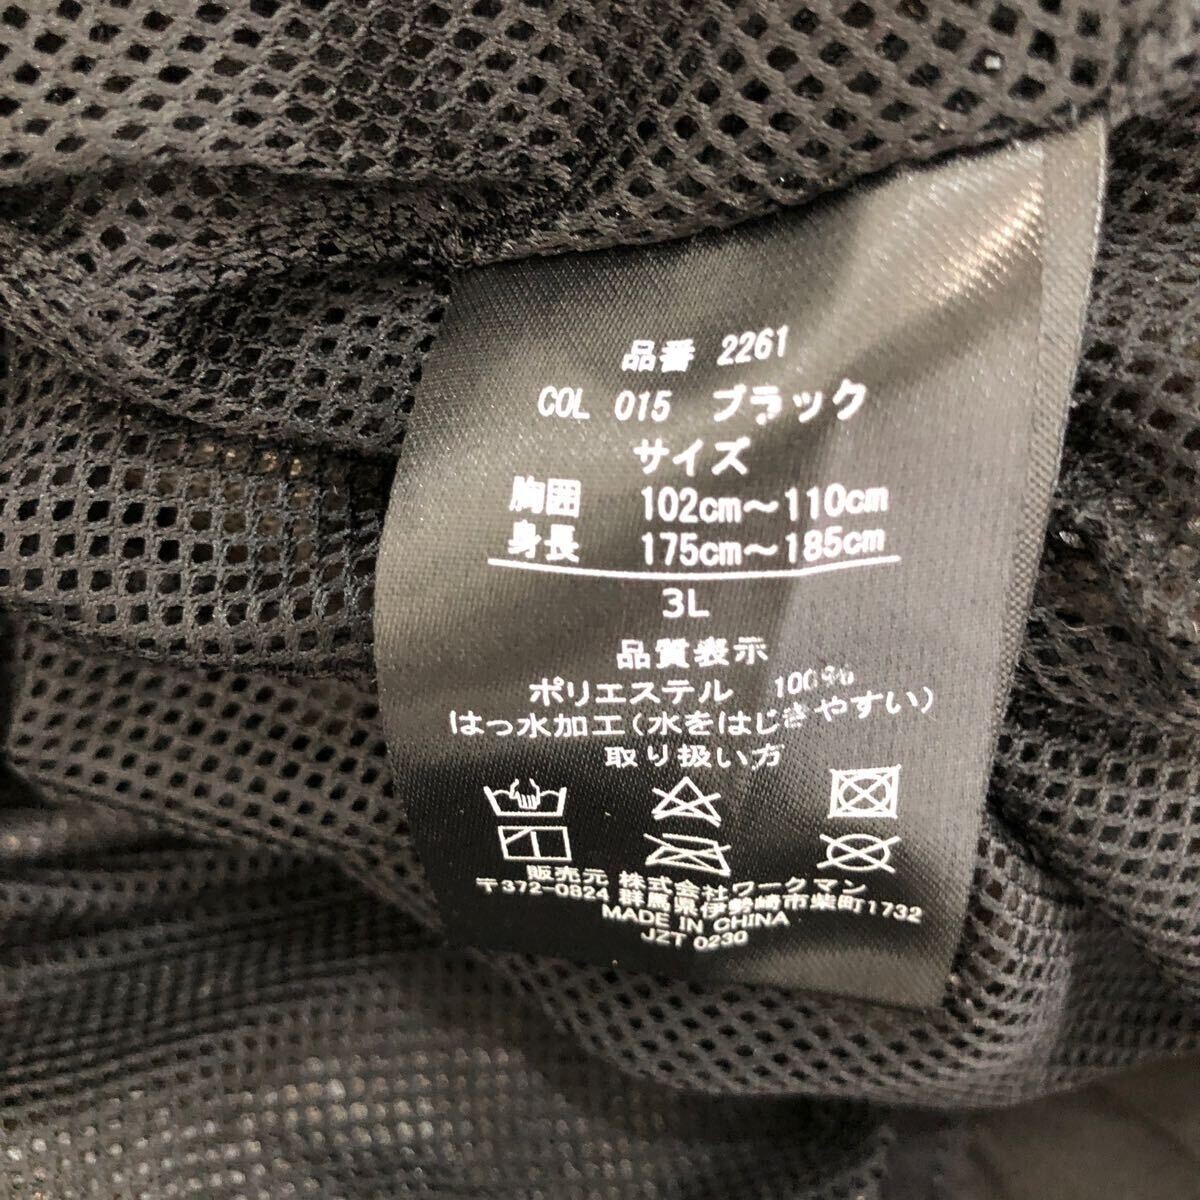 品番 2261
COL 015 ブラック
サイズ
胸囲 102cm～110cm
身長 175cm～185cm
3L
品質表示
ポリエステル 100%
はっ水加工(水をはじきやすい)
取り扱い方
販売元 株式会社ワークマン
〒372-0824 群馬県伊勢崎市柴町1732
MADE IN CHINA
JZT 0230